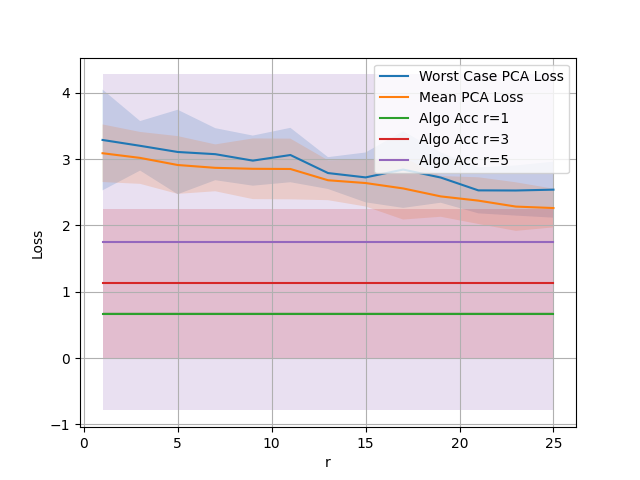 Worst Case PCA Loss
Mean PCA Loss
Algo Acc r=1
Algo Acc r=3
Algo Acc r=5
Loss
4
3
2
1
0
−1
0 5 10 15 20 25
r